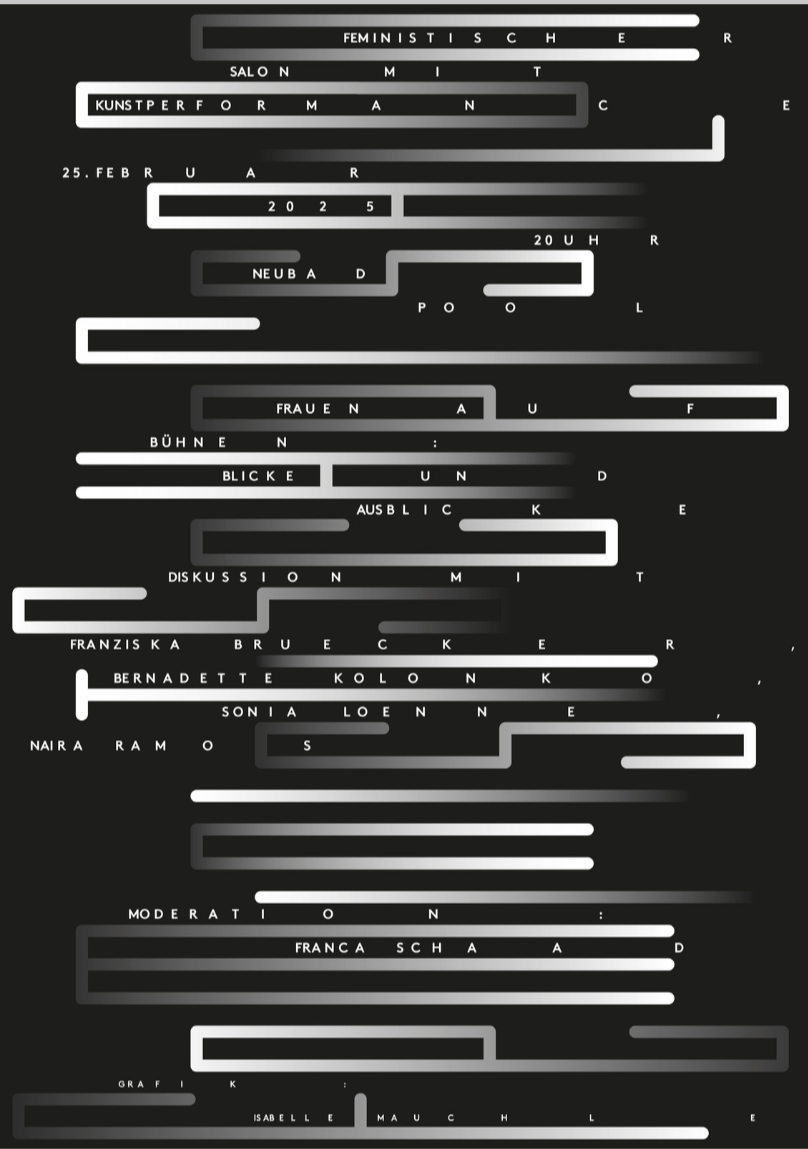 FEMINISTISCHER
SALON MIT
KUNSTPERFORMANCE
25.FEBRUAR
2025
20 UHR
NEUBAD
POOL
FRAUEN AUF
BÜHNEN:
BLICKE UND
AUSBLICKE
DISKUSSION MIT
FRANZISKA BRUECKER,
BERNADETTE KOLONKO,
SONIA LOENNE,
NAIRA RAMOS
MODERATION:
FRANCA SCHAAD
GRAFIK:
ISABELLE MAUCHLE